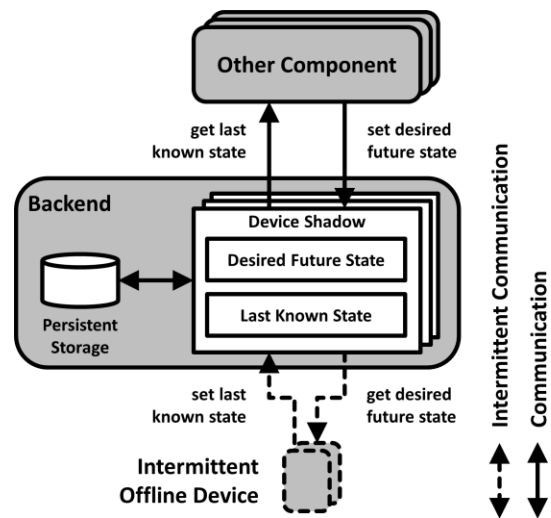 Other Component
get last
known state
set desired
future state
Backend
Device Shadow
Desired Future State
Last Known State
Persistent
Storage
set last
known state
get desired
future state
Intermittent
Offline Device
Intermittent Communication
Communication